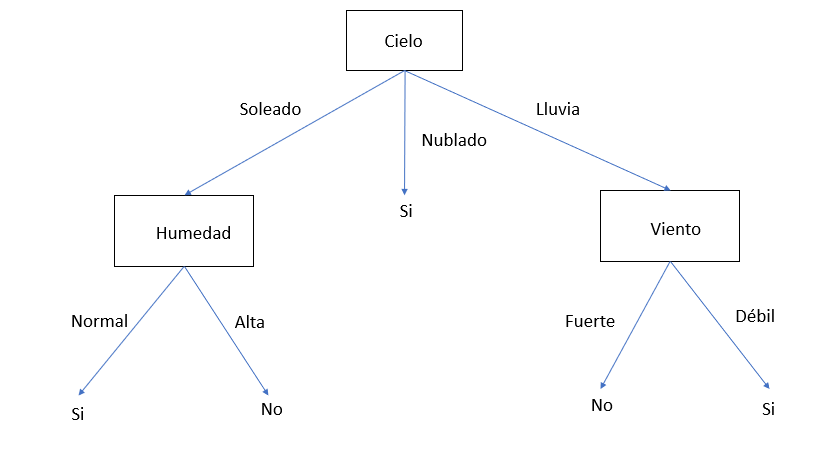 Cielo
Soleado
Nublado
Lluvia
Humedad
Si
Viento
Normal
Alta
Fuerte
Débil
Si
No
No
Si